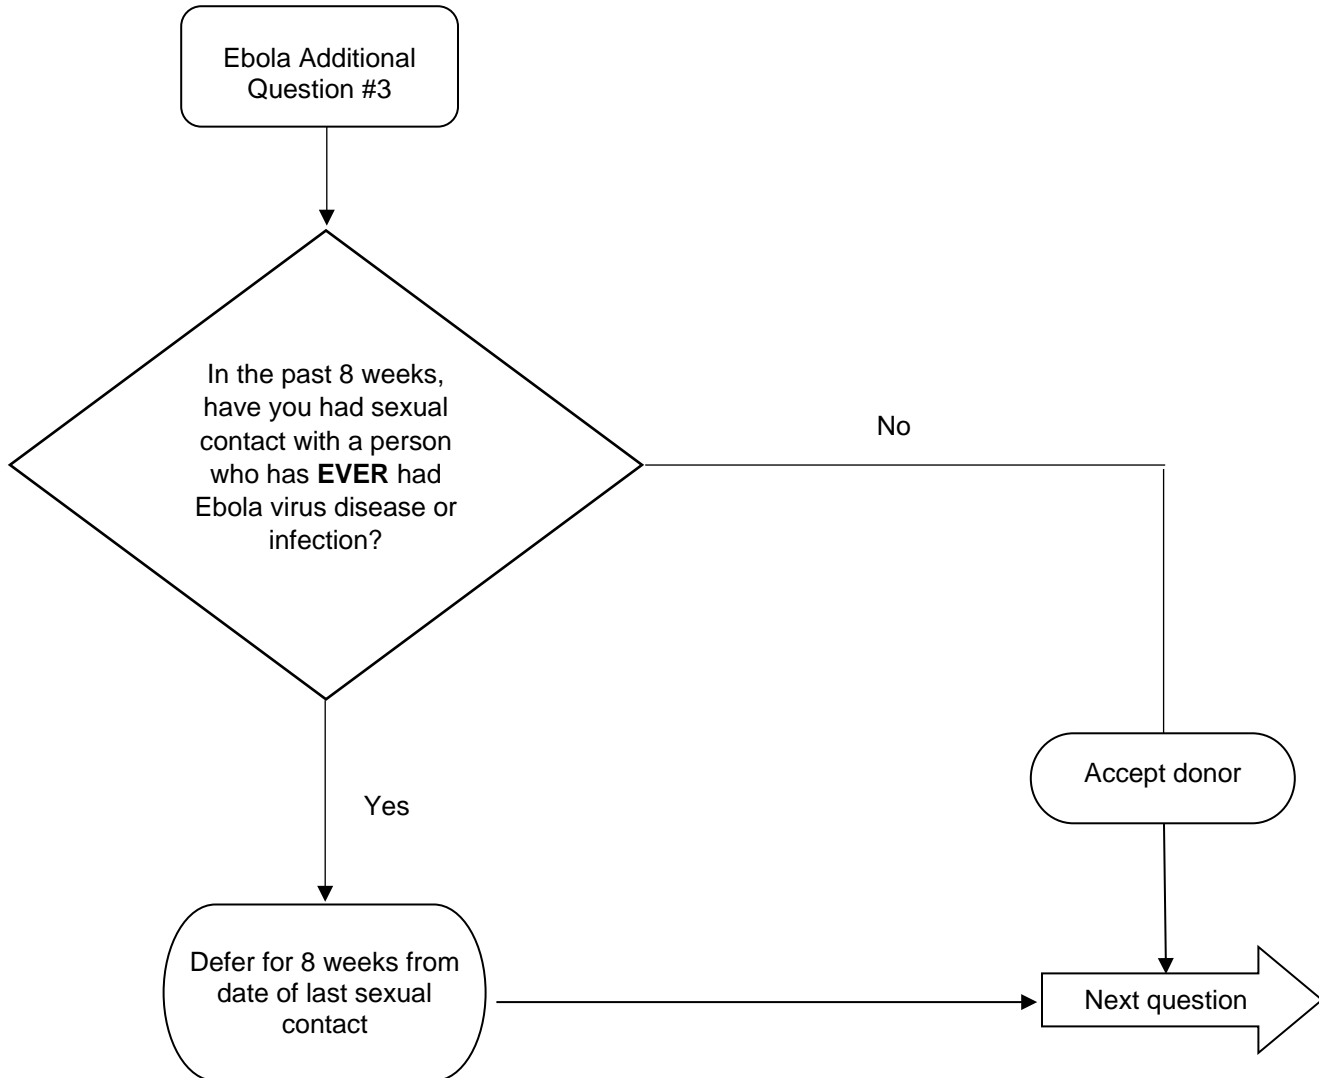 Ebola Additional
Question #3
In the past 8 weeks,
have you had sexual
contact with a person
who has EVER had
Ebola virus disease or
infection?
No
Yes
Accept donor
Defer for 8 weeks from
date of last sexual
contact
Next question